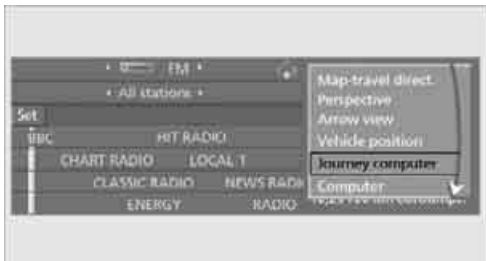 FM
All stations
Set
BBC HIT RADIO
CHART RADIO LOCAL 1
CLASSIC RADIO NEWS RADI
ENERGY RADIO
Map-travel direct.
Perspective
Arrow view
Vehicle position
Journey computer
Computer